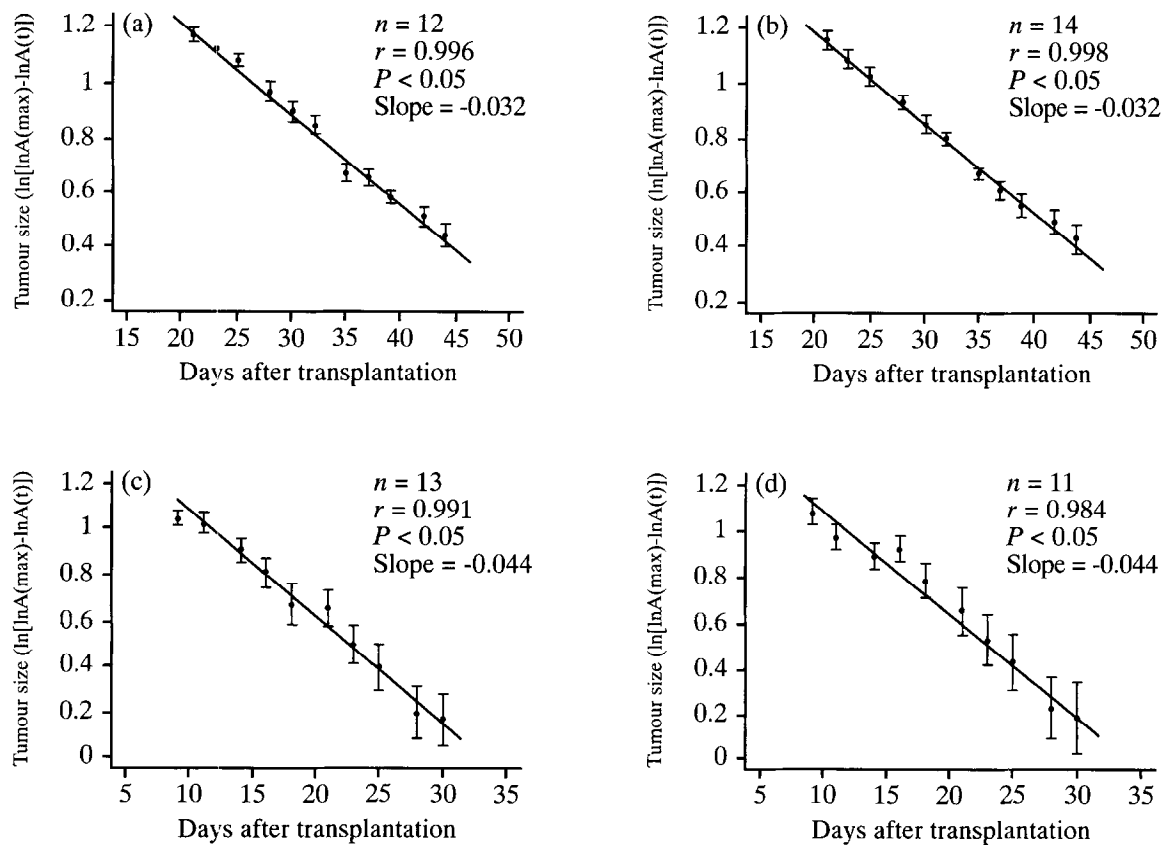 (a)
n = 12
r = 0.996
P < 0.05
Slope = -0.032
Tumour size (ln[lnA(max)-lnA(t)])
1.2
1
0.8
0.6
0.4
0.2
15 20 25 30 35 40 45 50
Days after transplantation
(b)
n = 14
r = 0.998
P < 0.05
Slope = -0.032
Tumour size (ln[lnA(max)-lnA(t)])
1.2
1
0.8
0.6
0.4
0.2
15 20 25 30 35 40 45 50
Days after transplantation
(c)
n = 13
r = 0.991
P < 0.05
Slope = -0.044
Tumour size (ln[lnA(max)-lnA(t)])
1.2
1
0.8
0.6
0.4
0.2
0
5 10 15 20 25 30 35
Days after transplantation
(d)
n = 11
r = 0.984
P < 0.05
Slope = -0.044
Tumour size (ln[lnA(max)-lnA(t)])
1.2
1
0.8
0.6
0.4
0.2
0
5 10 15 20 25 30 35
Days after transplantation